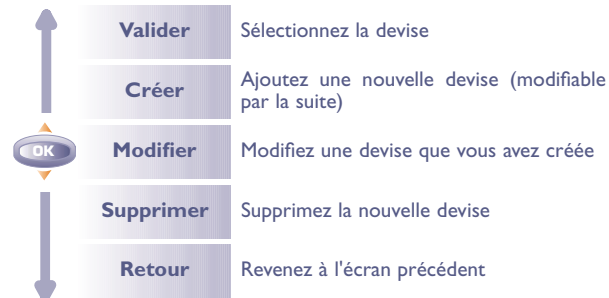 Valider Sélectionnez la devise
Créer Ajoutez une nouvelle devise (modifiable
par la suite)
OK Modifier Modifiez une devise que vous avez créée
Supprimer Supprimez la nouvelle devise
Retour Revenez à l'écran précédent